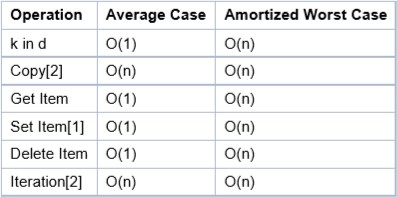 Operation Average Case Amortized Worst Case
k in d O(1) O(n)
Copy[2] O(n) O(n)
Get Item O(1) O(n)
Set Item[1] O(1) O(n)
Delete Item O(1) O(n)
Iteration[2] O(n) O(n)